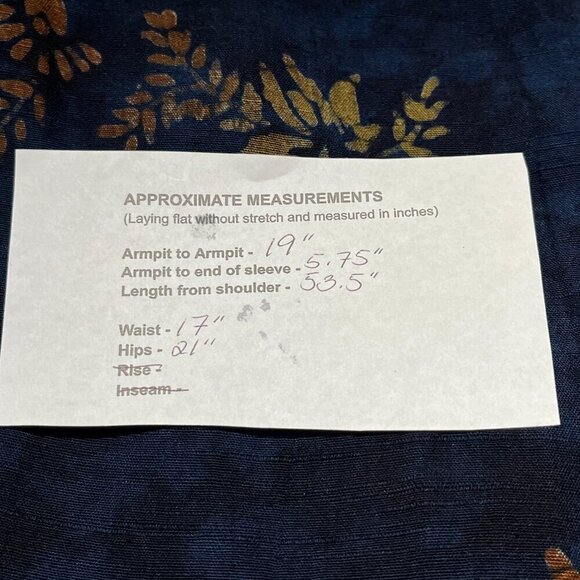 APPROXIMATE MEASUREMENTS
(Laying flat without stretch and measured in inches)
Armpit to Armpit - 19"
Armpit to end of sleeve - 5.75"
Length from shoulder - 53.5"
Waist - 17"
Hips - 21"
Rise -
Inseam -